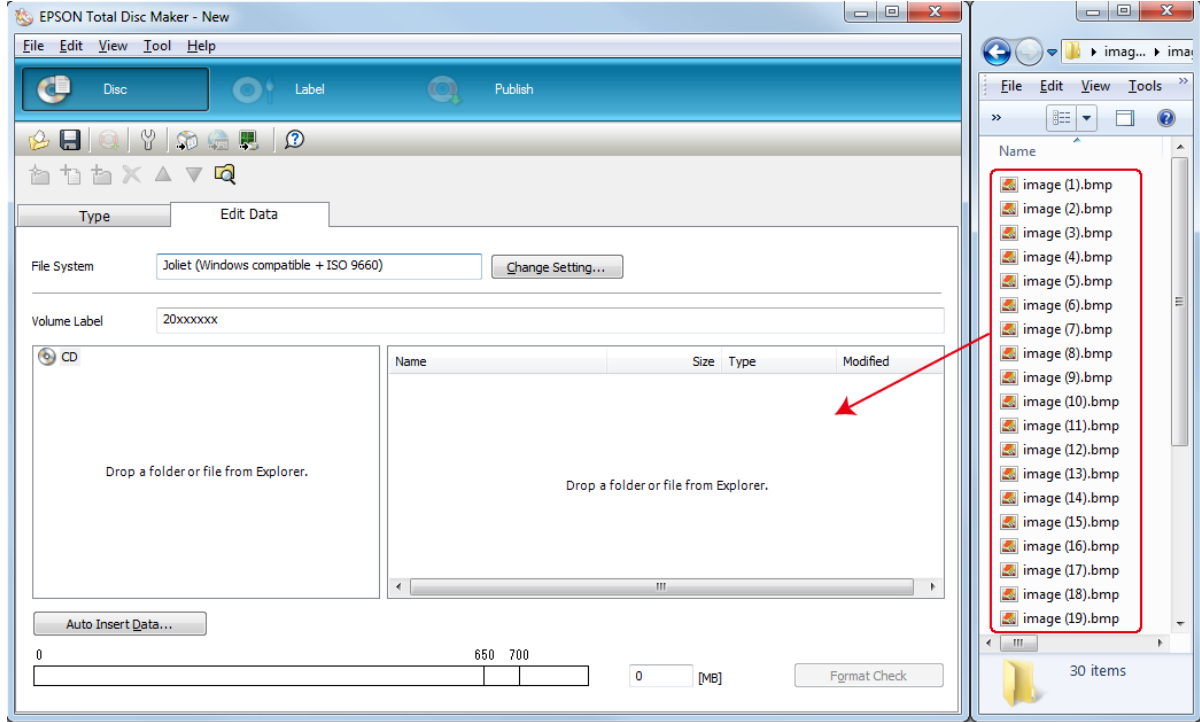 EPSON Total Disc Maker - New
File Edit View Tool Help
Disc
Label
Publish
Type
Edit Data
File System
Joliet (Windows compatible + ISO 9660)
Change Setting...
Volume Label
20xxxxxx
CD
Drop a folder or file from Explorer.
Name Size Type Modified
Drop a folder or file from Explorer.
Auto Insert Data...
0 650 700
0 [MB]
Format Check
imag... ima
File Edit View Tools »
»
Name
image (1).bmp
image (2).bmp
image (3).bmp
image (4).bmp
image (5).bmp
image (6).bmp
image (7).bmp
image (8).bmp
image (9).bmp
image (10).bmp
image (11).bmp
image (12).bmp
image (13).bmp
image (14).bmp
image (15).bmp
image (16).bmp
image (17).bmp
image (18).bmp
image (19).bmp
30 items